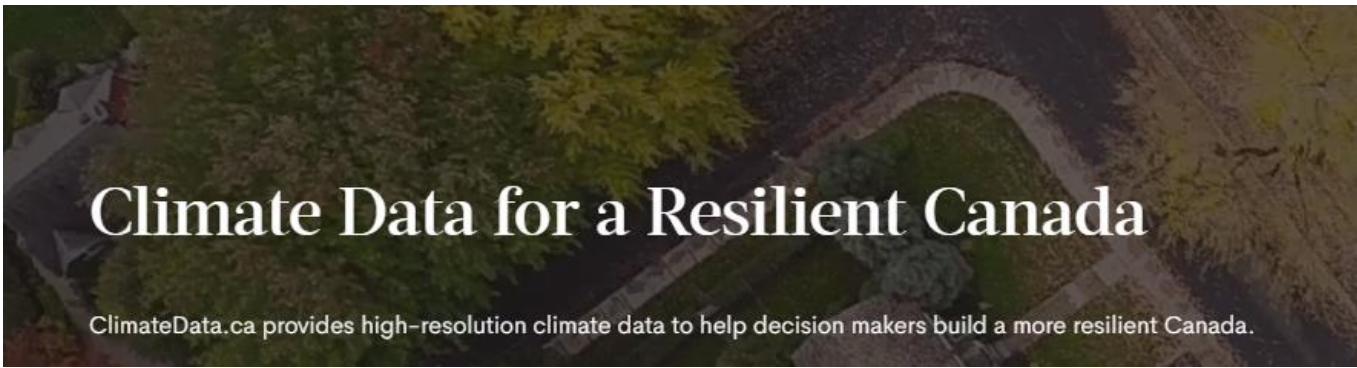 Climate Data for a Resilient Canada
ClimateData.ca provides high-resolution climate data to help decision makers build a more resilient Canada.